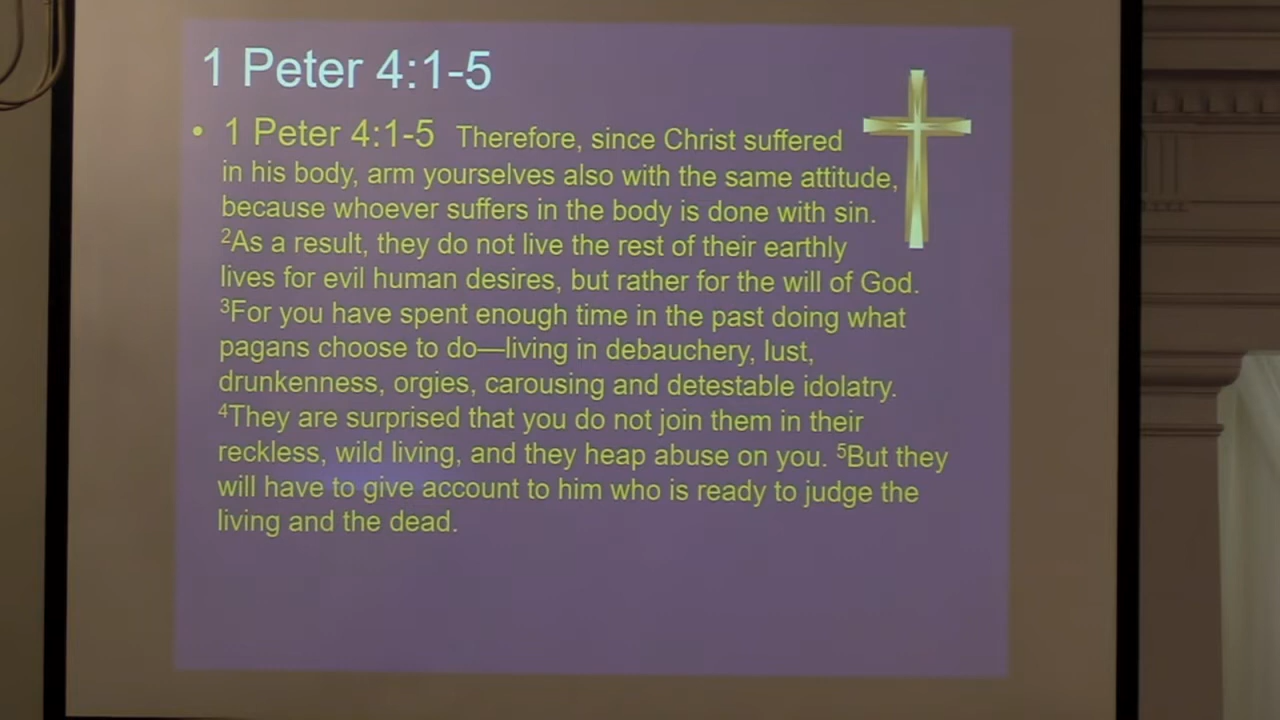 1 Peter 4:1-5
• 1 Peter 4:1-5 Therefore, since Christ suffered
in his body, arm yourselves also with the same attitude,
because whoever suffers in the body is done with sin.
²As a result, they do not live the rest of their earthly
lives for evil human desires, but rather for the will of God.
³For you have spent enough time in the past doing what
pagans choose to do—living in debauchery, lust,
drunkenness, orgies, carousing and detestable idolatry.
⁴They are surprised that you do not join them in their
reckless, wild living, and they heap abuse on you. ⁵But they
will have to give account to him who is ready to judge the
living and the dead.